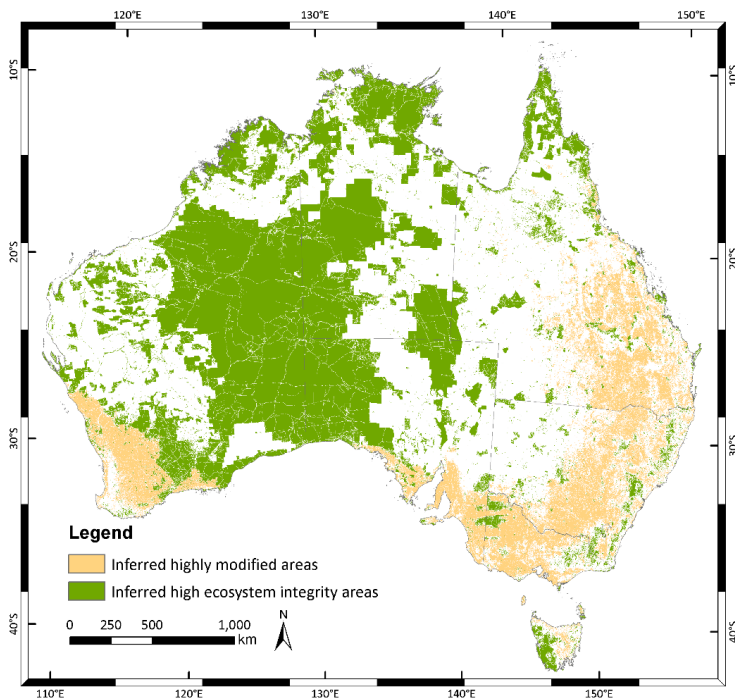 120°E 130°E 140°E 150°E
10°S 10°S
20°S 20°S
30°S 30°S
40°S 40°S
Legend
Inferred highly modified areas
Inferred high ecosystem integrity areas
N
0 250 500 1,000
km
110°E 120°E 130°E 140°E 150°E